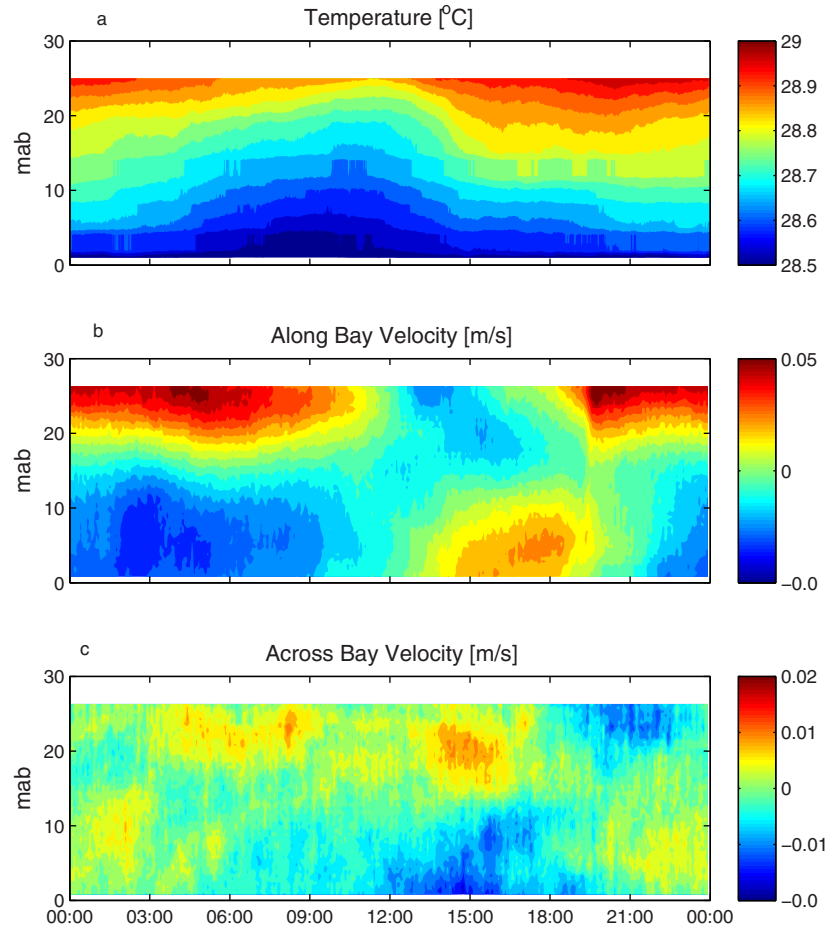 a
Temperature [°C]
30
20
10
0
mab
29
28.9
28.8
28.7
28.6
28.5
b
Along Bay Velocity [m/s]
30
20
10
0
mab
0.05
0
−0.0
c
Across Bay Velocity [m/s]
30
20
10
0
mab
0.02
0.01
0
−0.01
−0.0
00:00 03:00 06:00 09:00 12:00 15:00 18:00 21:00 00:00